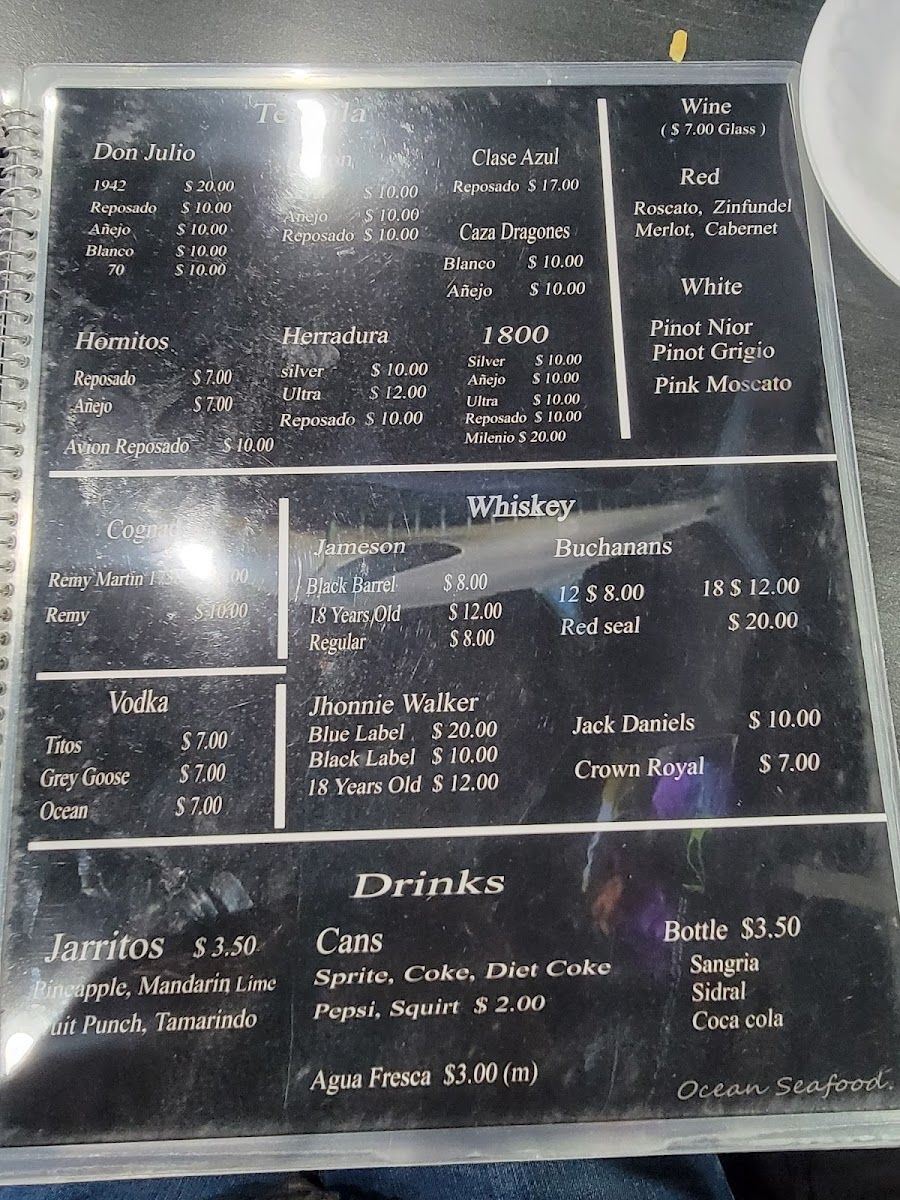 Tequila
Don Julio
1942 $ 20.00
Reposado $ 10.00
Añejo $ 10.00
Blanco $ 10.00
70 $ 10.00
$ 10.00
Añejo $ 10.00
Reposado $ 10.00
Clase Azul
Reposado $ 17.00
Caza Dragones
Blanco $ 10.00
Añejo $ 10.00
Hornitos
Reposado $ 7.00
Añejo $ 7.00
Avion Reposado $ 10.00
Herradura
silver $ 10.00
Ultra $ 12.00
Reposado $ 10.00
1800
Silver $ 10.00
Añejo $ 10.00
Ultra $ 10.00
Reposado $ 10.00
Milenio $ 20.00
Wine
( $ 7.00 Glass )
Red
Roscato, Zinfundel
Merlot, Cabernet
White
Pinot Nior
Pinot Grigio
Pink Moscato
Remy Martin
Remy $ 10.00
Whiskey
Jameson
Black Barrel $ 8.00
18 Years Old $ 12.00
Regular $ 8.00
Buchanans
12 $ 8.00 18 $ 12.00
Red seal $ 20.00
Vodka
Titos $ 7.00
Grey Goose $ 7.00
Ocean $ 7.00
Jhonnie Walker
Blue Label $ 20.00
Black Label $ 10.00
18 Years Old $ 12.00
Jack Daniels $ 10.00
Crown Royal $ 7.00
Drinks
Jarritos $ 3.50
Pineapple, Mandarin Lime
Punch, Tamarindo
Cans
Sprite, Coke, Diet Coke
Pepsi, Squirt $ 2.00
Agua Fresca $3.00 (m)
Bottle $3.50
Sangria
Sidral
Coca cola
Ocean Seafood.